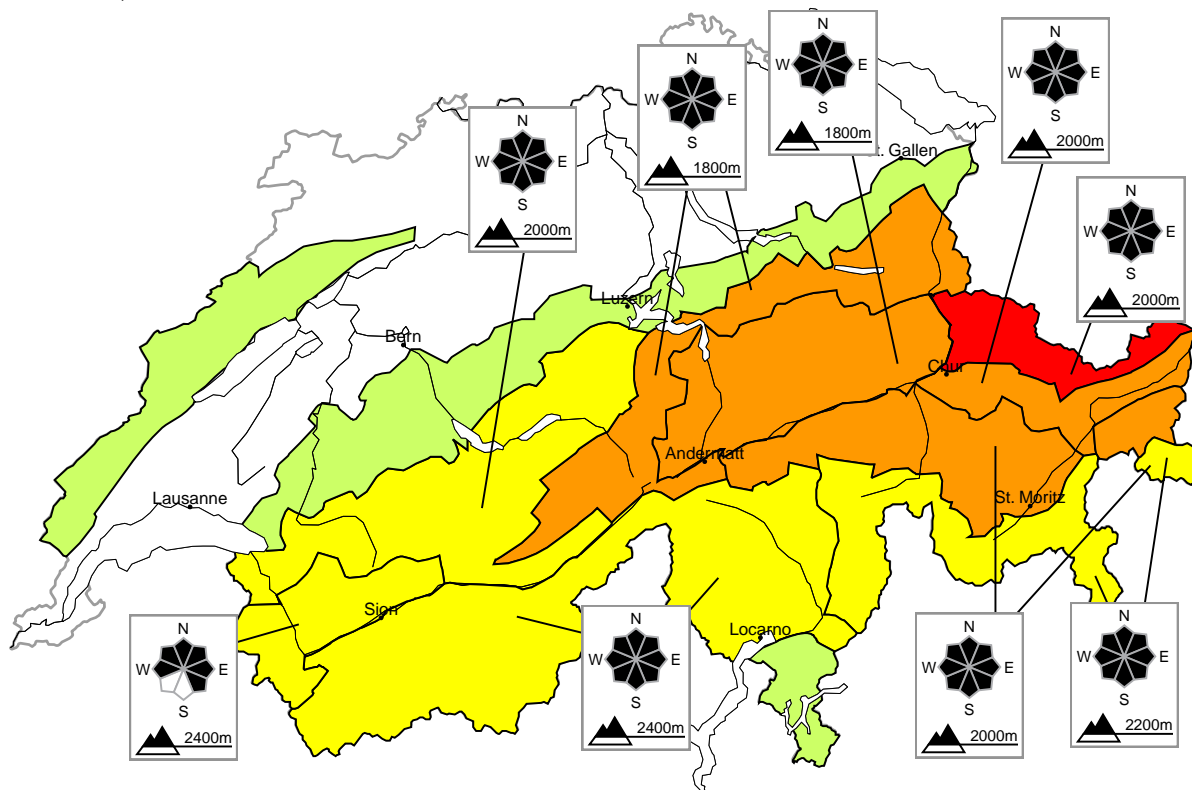 N
W E
S
1800m
N
W E
S
2000m
N
W E
S
1800m
N
W E
S
2000m
. Gallen
N
W E
S
2000m
Luzern
Bern
Chur
Andermatt
Lausanne
St. Moritz
Sion
Locarno
N
W E
S
2400m
N
W E
S
2400m
N
W E
S
2000m
N
W E
S
2200m